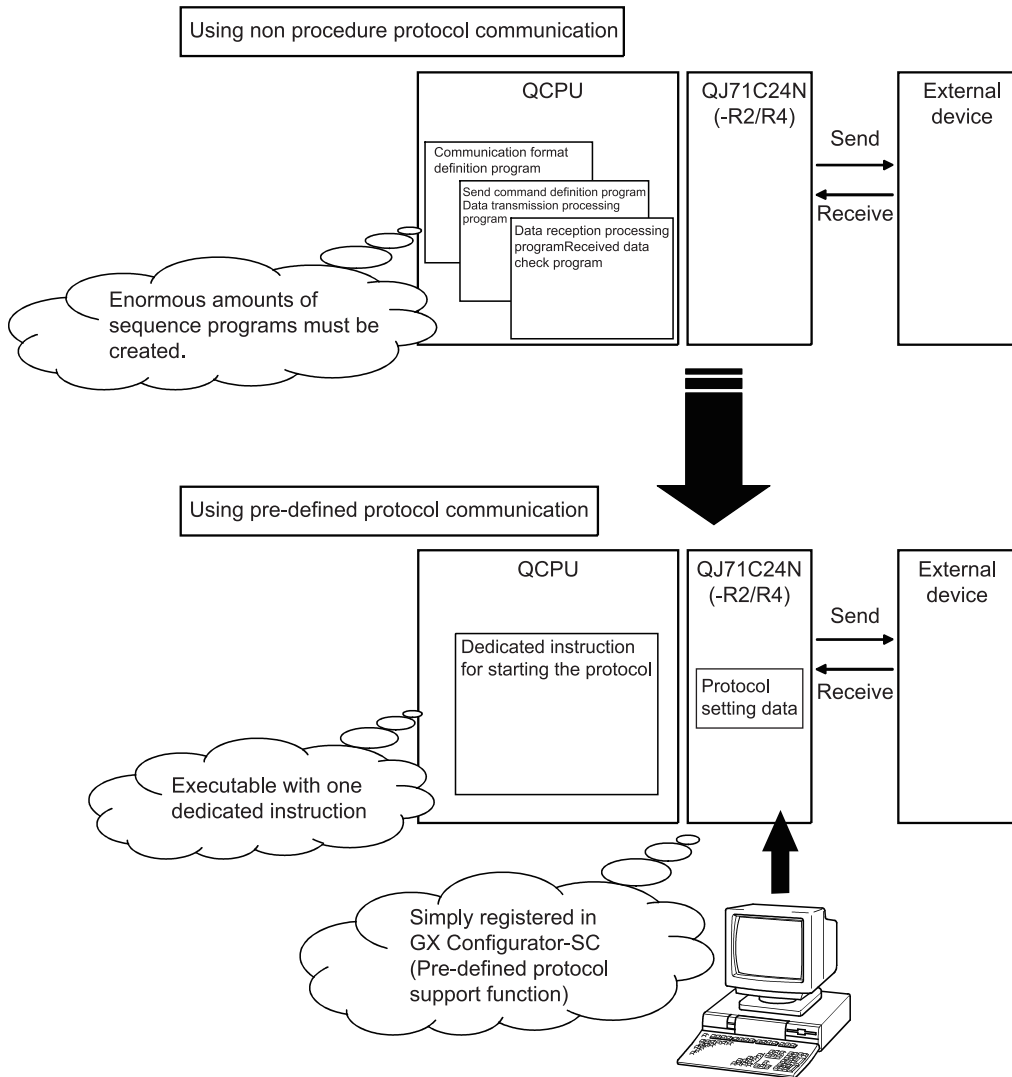 Using non procedure protocol communication
QCPU
QJ71C24N
(-R2/R4)
External
device
Communication format
definition program
Send command definition program
Data transmission processing
program
Data reception processing
programReceived data
check program
Send
Receive
Enormous amounts of
sequence programs must be
created.
Using pre-defined protocol communication
QCPU
QJ71C24N
(-R2/R4)
External
device
Dedicated instruction
for starting the protocol
Protocol
setting data
Send
Receive
Executable with one
dedicated instruction
Simply registered in
GX Configurator-SC
(Pre-defined protocol
support function)